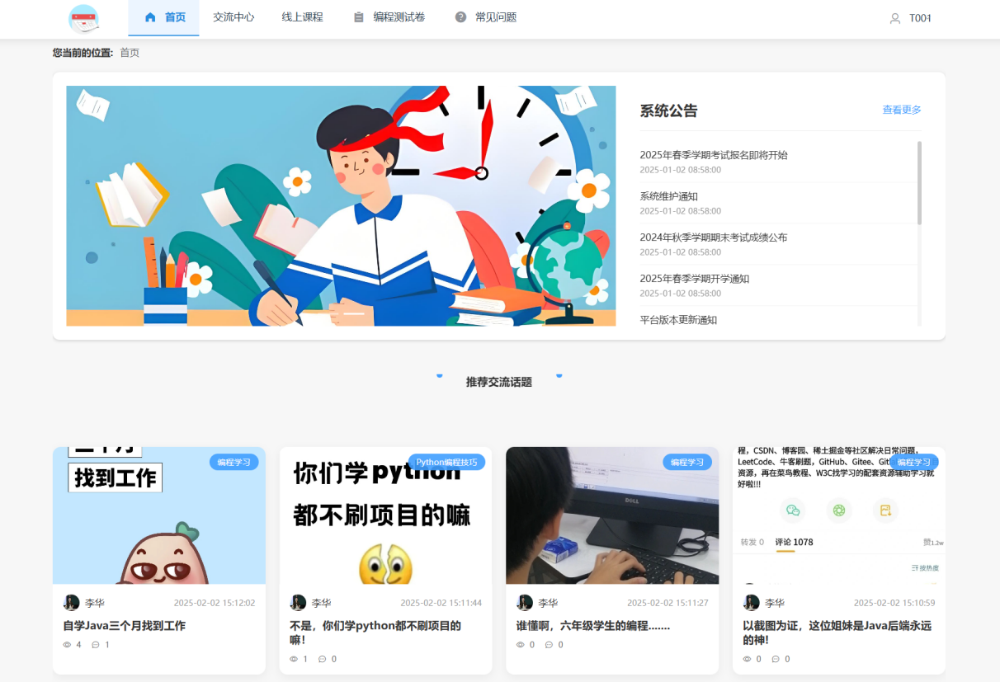 首页
交流中心
线上课程
编程测试卷
常见问题
T001
您当前的位置: 首页
系统公告
查看更多
2025年春季学期考试报名即将开始
2025-01-02 08:58:00
系统维护通知
2025-01-02 08:58:00
2024年秋季学期期末考试成绩公布
2025-01-02 08:58:00
2025年春季学期开学通知
2025-01-02 08:58:00
平台版本更新通知
推荐交流话题
三个月
找到工作
编程学习
李华
2025-02-02 15:12:02
自学Java三个月找到工作
4 1
Python编程技巧
你们学python
都不刷项目的嘛
李华
2025-02-02 15:11:44
不是，你们学python都不刷项目的
嘛！
1 0
编程学习
DELL
李华
2025-02-02 15:11:27
谁懂啊，六年级学生的编程.......
0 0
编程学习
程，CSDN、博客园、稀土掘金等社区解决日常问题，
LeetCode、牛客刷题，GitHub、Gitee、Git
资源，再在菜鸟教程、W3C找学习的配套资源辅助学习就
好啦!!!
转发 0 评论 1078 赞1.2w
按热度
李华
2025-02-02 15:10:59
以截图为证，这位姐妹是Java后端永远
的神！
0 0